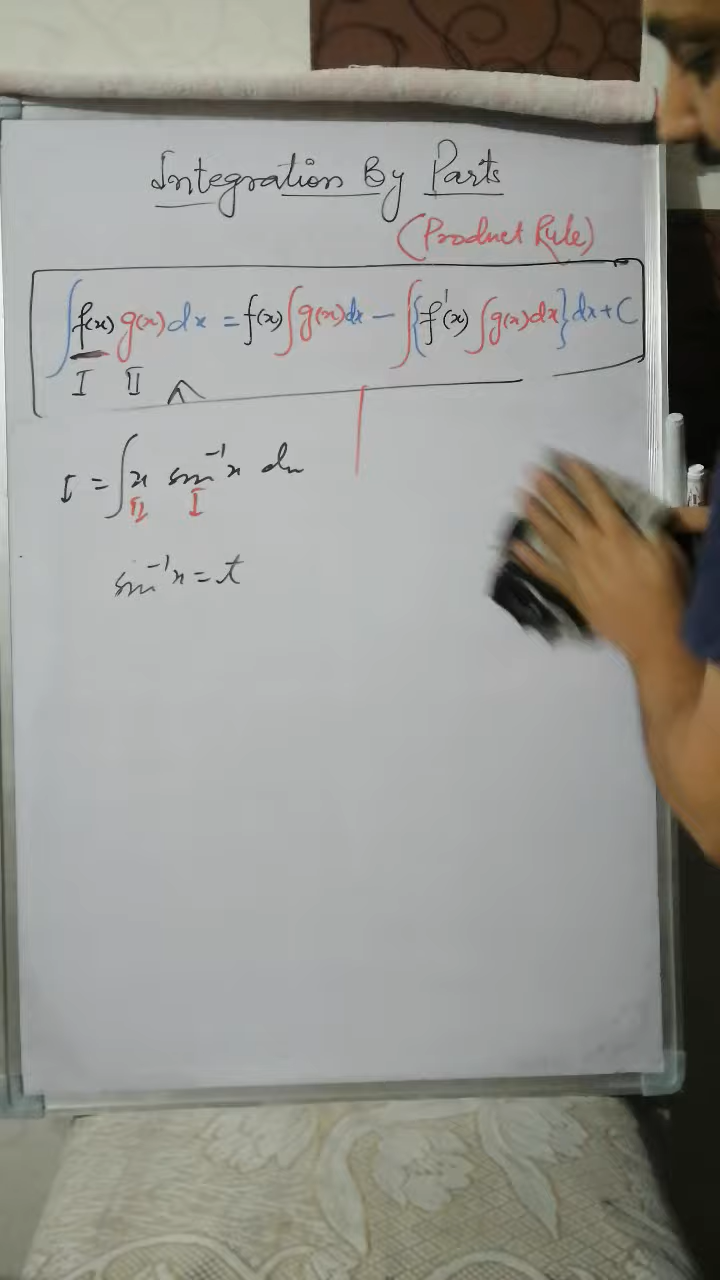 Integration By Parts
(Product Rule)
∫f(x) g(x) dx = f(x)∫g(x)dx − ∫{f'(x) ∫g(x)dx}dx + C
I II
I = ∫x sin⁻¹x dx
II I
sin⁻¹x = t